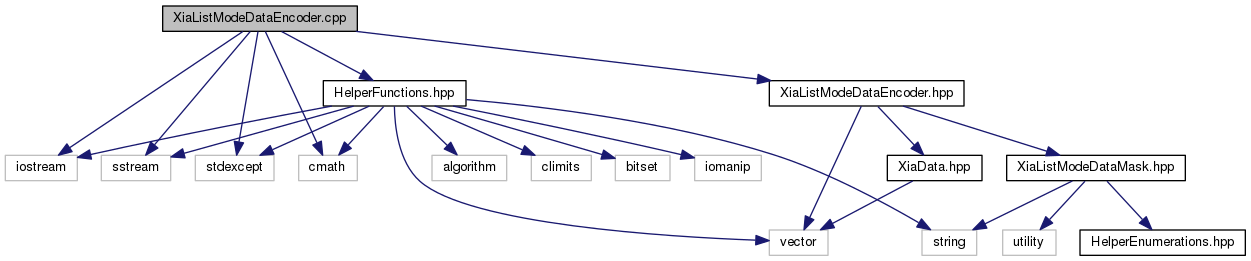 XiaListModeDataEncoder.cpp
HelperFunctions.hpp
XiaListModeDataEncoder.hpp
iostream
sstream
stdexcept
cmath
algorithm
climits
bitset
iomanip
XiaData.hpp
XiaListModeDataMask.hpp
vector
string
utility
HelperEnumerations.hpp